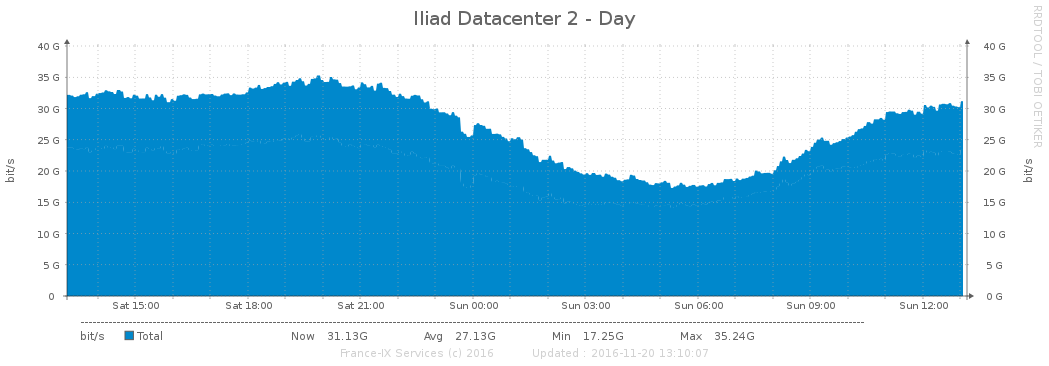 Iliad Datacenter 2 - Day
RRDTOOL / TOBI OETIKER
bit/s
40 G
35 G
30 G
25 G
20 G
15 G
10 G
5 G
0
40 G
35 G
30 G
25 G
20 G
15 G
10 G
5 G
0 G
bit/s
Sat 15:00 Sat 18:00 Sat 21:00 Sun 00:00 Sun 03:00 Sun 06:00 Sun 09:00 Sun 12:00
bit/s Total Now 31.13G Avg 27.13G Min 17.25G Max 35.24G
France-IX Services (c) 2016 Updated : 2016-11-20 13:10:07